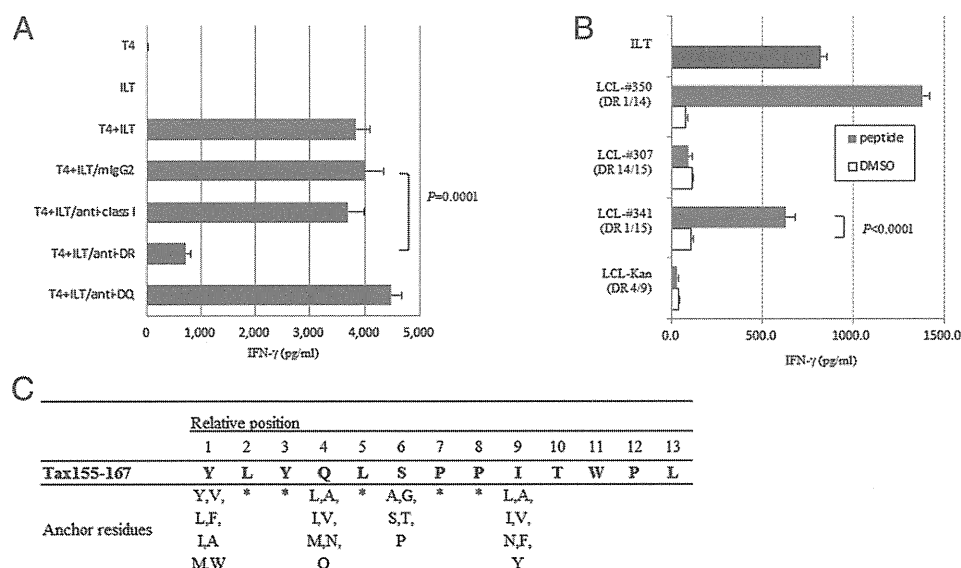 A
T4
ILT
T4+ILT
T4+ILT/mIgG2
T4+ILT/anti-class I
T4+ILT/anti-DR
T4+ILT/anti-DQ
P=0.0001
0 1,000 2,000 3,000 4,000 5,000
IFN-γ (pg/ml)
B
ILT
LCL-#350
(DR 1/14)
LCL-#307
(DR 14/15)
LCL-#341
(DR 1/15)
LCL-Kan
(DR 4/9)
peptide
DMSO
P<0.0001
0 500.0 1000.0 1500.0
IFN-γ (pg/ml)
C
Relative position
1 2 3 4 5 6 7 8 9 10 11 12 13
Tax155-167 Y L Y Q L S P P I T W P L
Anchor residues
Y,V, * * L,A, * A,G, * * L,A,
L,F, I,V, S,T, I,V,
I,A M,N, P N,F,
M,W Q Y